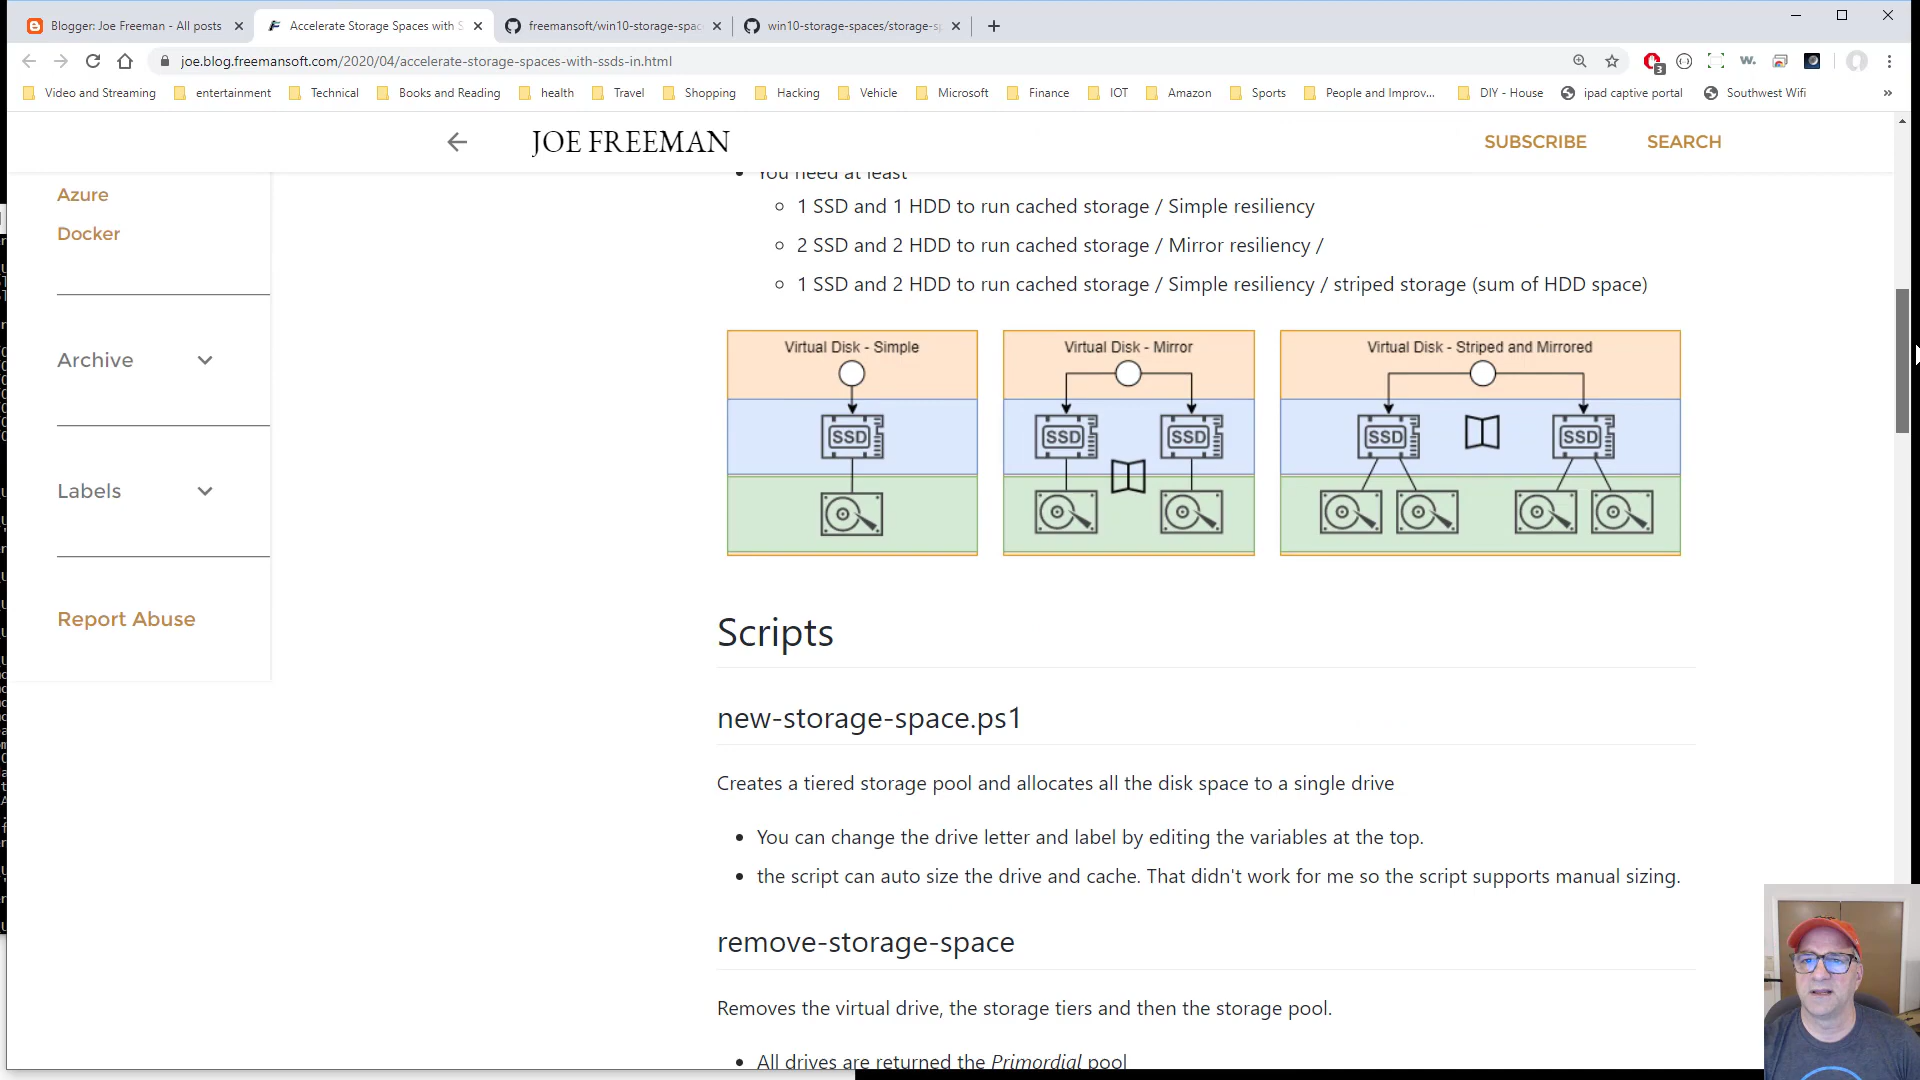 Blogger: Joe Freeman - All posts
Accelerate Storage Spaces with S
freemansoft/win10-storage-spac
win10-storage-spaces/storage-sp
joe.blog.freemansoft.com/2020/04/accelerate-storage-spaces-with-ssds-in.html
3
W.
Video and Streaming
entertainment
Technical
Books and Reading
health
Travel
Shopping
Hacking
Vehicle
Microsoft
Finance
IOT
Amazon
Sports
People and Improv...
DIY - House
ipad captive portal
Southwest Wifi
»
JOE FREEMAN
SUBSCRIBE
SEARCH
Azure
Docker
Archive
Labels
Report Abuse
• You need at least
◦ 1 SSD and 1 HDD to run cached storage / Simple resiliency
◦ 2 SSD and 2 HDD to run cached storage / Mirror resiliency /
◦ 1 SSD and 2 HDD to run cached storage / Simple resiliency / striped storage (sum of HDD space)
Virtual Disk - Simple
SSD
Virtual Disk - Mirror
SSD
SSD
Virtual Disk - Striped and Mirrored
SSD
SSD
Scripts
new-storage-space.ps1
Creates a tiered storage pool and allocates all the disk space to a single drive
• You can change the drive letter and label by editing the variables at the top.
• the script can auto size the drive and cache. That didn't work for me so the script supports manual sizing.
remove-storage-space
Removes the virtual drive, the storage tiers and then the storage pool.
• All drives are returned the Primordial pool